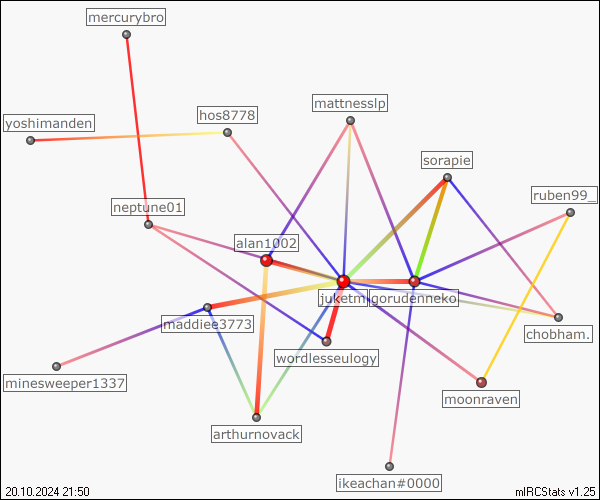 mercurybro
mattnesslp
hos8778
yoshimanden
sorapie
ruben99_
neptune01
alan1002
juketni
gorudenneko
maddiee3773
chobham.
wordlesseulogy
minesweeper1337
moonraven
arthurnovack
ikeachan#0000
20.10.2024 21:50
mIRCStats v1.25